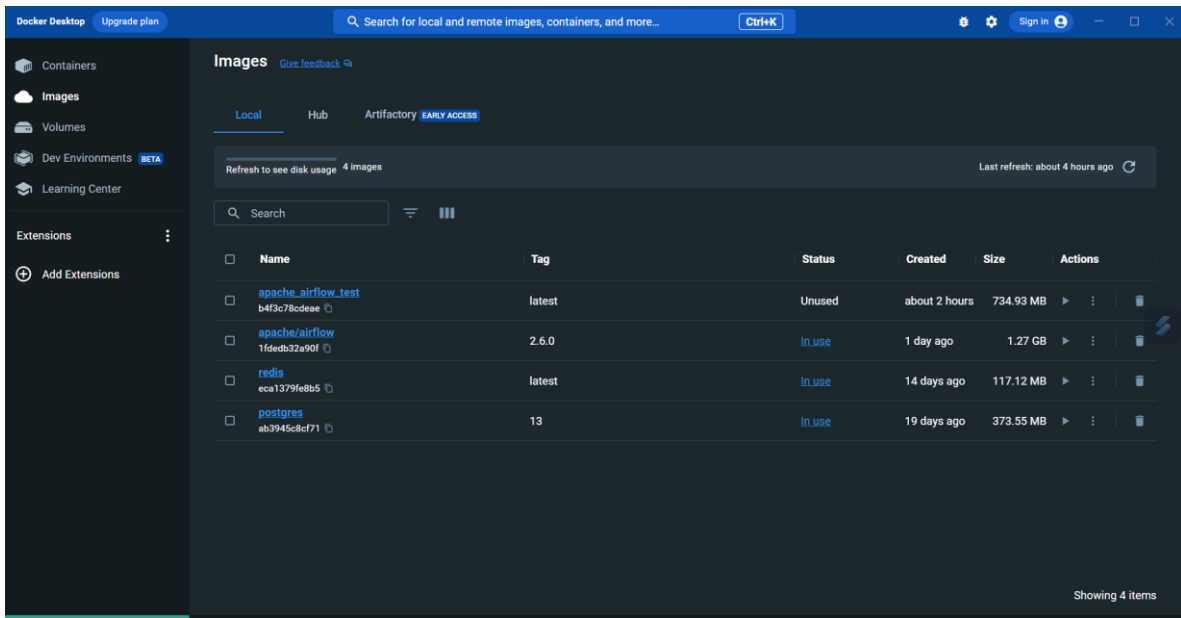 Docker Desktop Upgrade plan Search for local and remote images, containers, and more... Ctrl+K Sign in
Containers
Images
Volumes
Dev Environments BETA
Learning Center
Extensions
Add Extensions
Images Give feedback
Local Hub Artifactory EARLY ACCESS
Refresh to see disk usage 4 images Last refresh: about 4 hours ago
Search
Name Tag Status Created Size Actions
apache_airflow_test
b4f3c78cdeae
latest Unused about 2 hours 734.93 MB
apache/airflow
1fdedb32a90f
2.6.0 In use 1 day ago 1.27 GB
redis
eca1379fe8b5
latest In use 14 days ago 117.12 MB
postgres
ab3945c8cf71
13 In use 19 days ago 373.55 MB
Showing 4 items